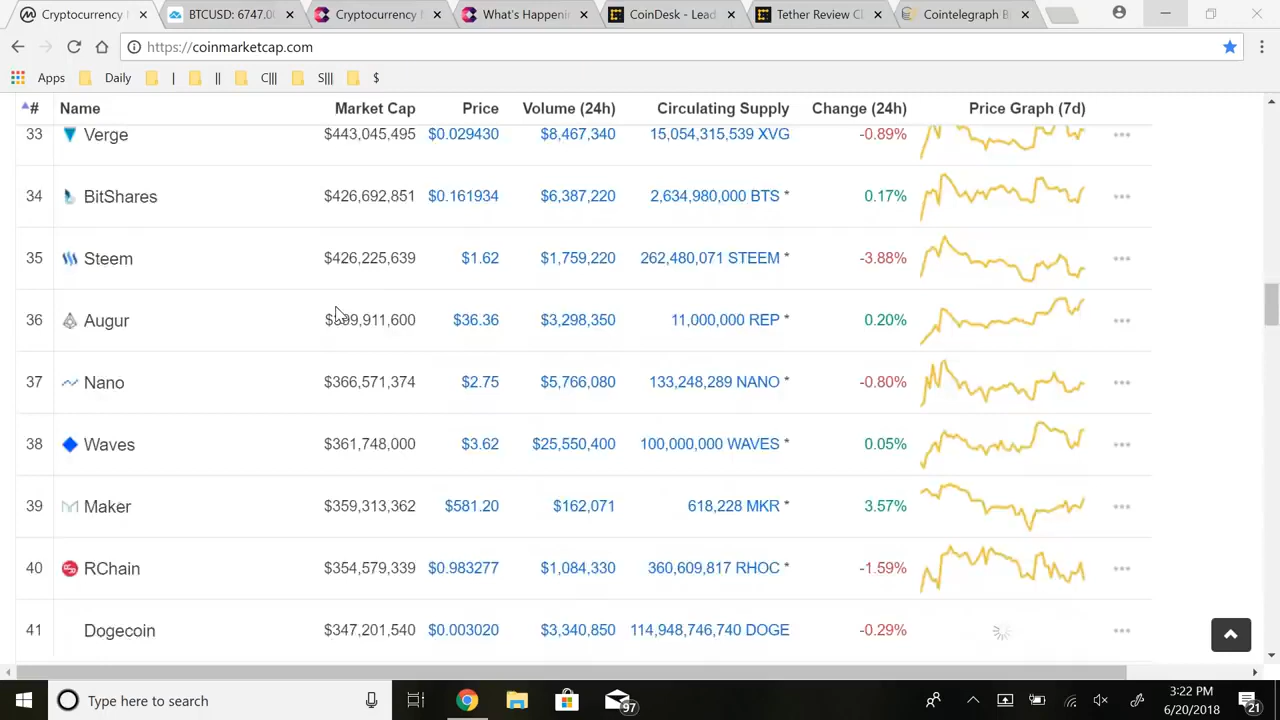 Cryptocurrency
BTCUSD: 6747.0
Cryptocurrency
What's Happenin
CoinDesk - Lead
Tether Review Cl
Cointelegraph B
https://coinmarketcap.com
Apps Daily | || C||| S||| $
# Name Market Cap Price Volume (24h) Circulating Supply Change (24h) Price Graph (7d)
33 Verge $443,045,495 $0.029430 $8,467,340 15,054,315,539 XVG -0.89%
34 BitShares $426,692,851 $0.161934 $6,387,220 2,634,980,000 BTS * 0.17%
35 Steem $426,225,639 $1.62 $1,759,220 262,480,071 STEEM * -3.88%
36 Augur $399,911,600 $36.36 $3,298,350 11,000,000 REP * 0.20%
37 Nano $366,571,374 $2.75 $5,766,080 133,248,289 NANO * -0.80%
38 Waves $361,748,000 $3.62 $25,550,400 100,000,000 WAVES * 0.05%
39 Maker $359,313,362 $581.20 $162,071 618,228 MKR * 3.57%
40 RChain $354,579,339 $0.983277 $1,084,330 360,609,817 RHOC * -1.59%
41 Dogecoin $347,201,540 $0.003020 $3,340,850 114,948,746,740 DOGE -0.29%
Type here to search
97
3:22 PM
6/20/2018
21